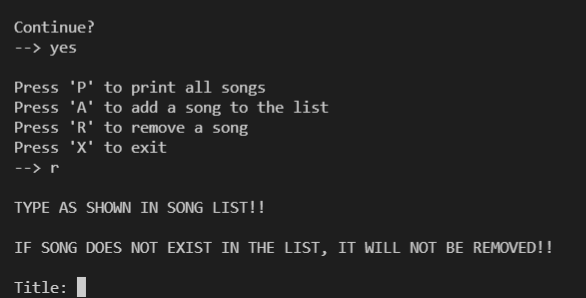 Continue?
--> yes
Press 'P' to print all songs
Press 'A' to add a song to the list
Press 'R' to remove a song
Press 'X' to exit
--> r
TYPE AS SHOWN IN SONG LIST!!
IF SONG DOES NOT EXIST IN THE LIST, IT WILL NOT BE REMOVED!!
Title: